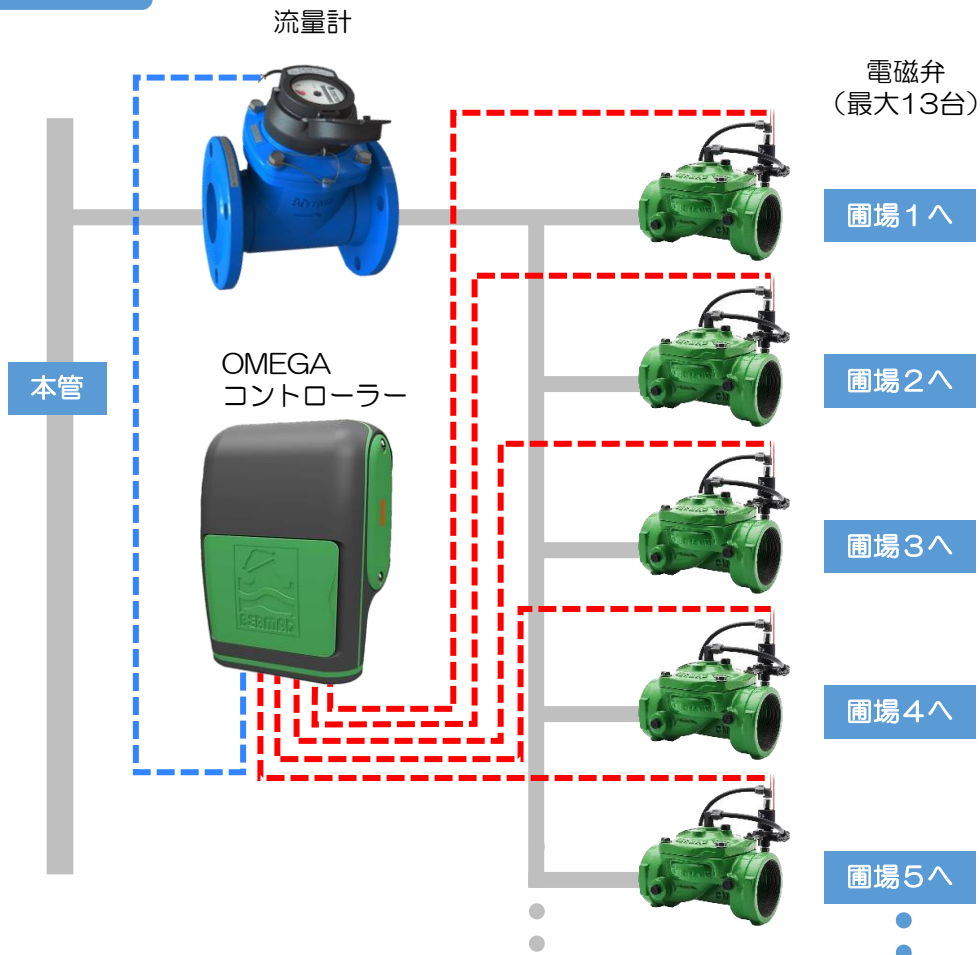 流量計
電磁弁
（最大13台）
圃場１へ
圃場２へ
本管
OMEGA
コントローラー
圃場３へ
BERMAD
圃場４へ
圃場５へ